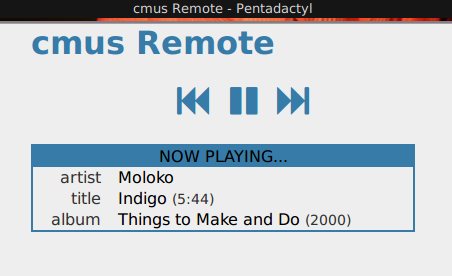 cmus Remote - Pentadactyl
cmus Remote
NOW PLAYING...
artist Moloko
title Indigo (5:44)
album Things to Make and Do (2000)